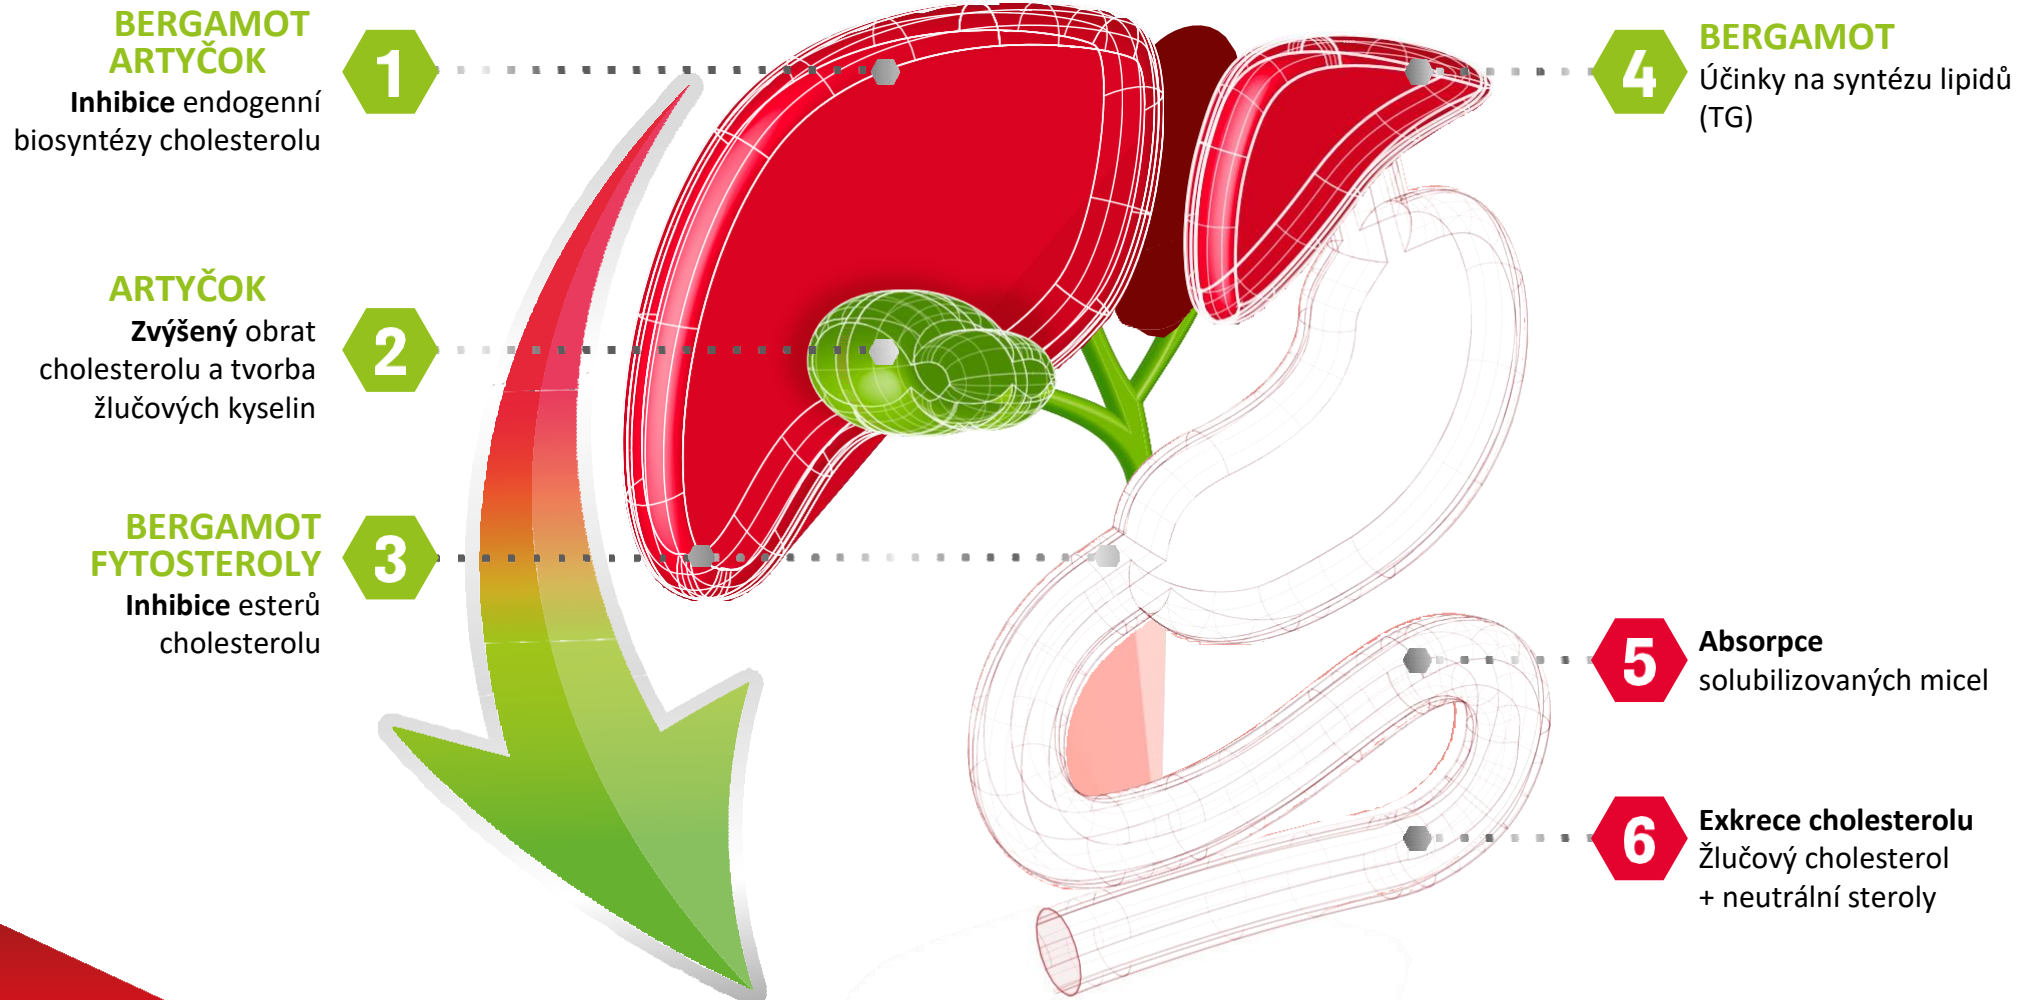 BERGAMOT
ARTYČOK
1
Inhibice endogenní
biosyntézy cholesterolu
ARTYČOK
2
Zvýšený obrat
cholesterolu a tvorba
žlučových kyselin
BERGAMOT
FYTOSTEROLY
3
Inhibice esterů
cholesterolu
4
BERGAMOT
Účinky na syntézu lipidů
(TG)
5
Absorpce
solubilizovaných micel
6
Exkrece cholesterolu
Žlučový cholesterol
+ neutrální steroly